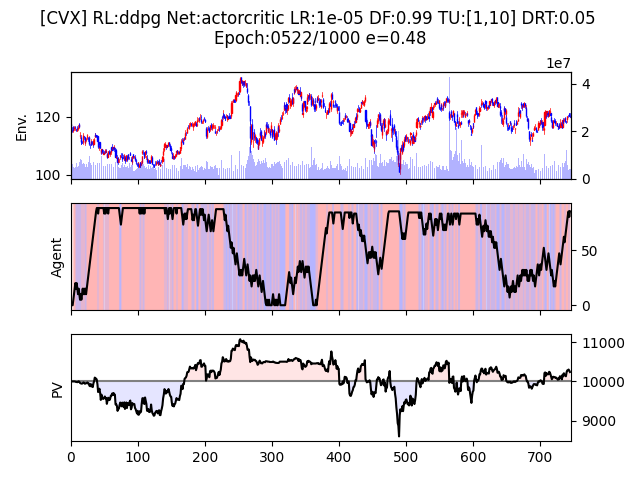 [CVX] RL:ddpg Net:actorcritic LR:1e-05 DF:0.99 TU:[1,10] DRT:0.05
Epoch:0522/1000 e=0.48
1e7
Env.
120
100
4
2
0
Agent
50
0
PV
11000
10000
9000
0 100 200 300 400 500 600 700